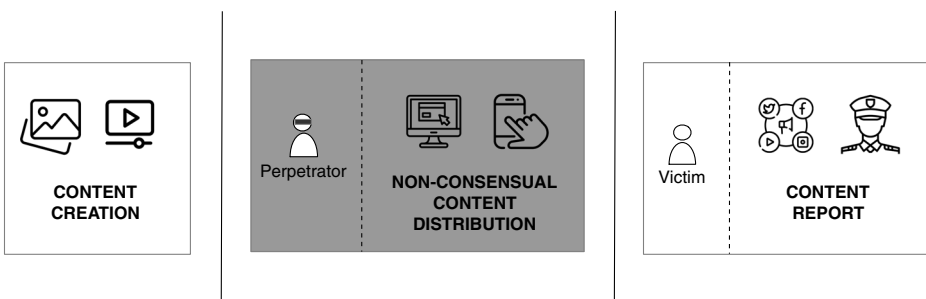 CONTENT
CREATION
Perpetrator
NON-CONSENSUAL
CONTENT
DISTRIBUTION
Victim
CONTENT
REPORT